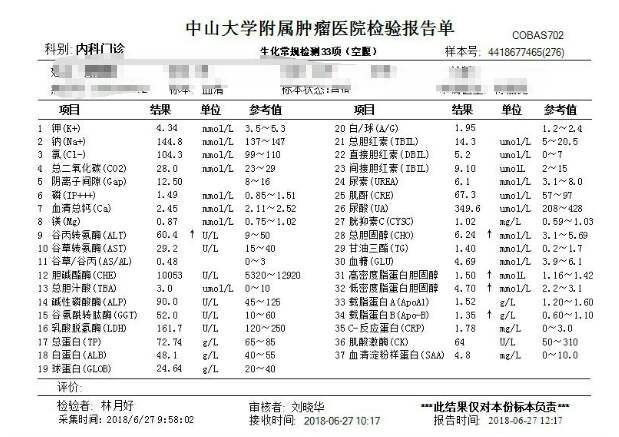 中山大学附属肿瘤医院检验报告单
COBAS702
科别: 内科门诊 生化常规检测33项（空腹） 样本号: 4418677465(276)
项目 结果 单位 参考值 项目 结果 单位 参考值
1 钾(K+) 4.34 mmol/L 3.5～5.3 20 白/球(A/G) 1.95 1.2～2.4
2 钠(Na+) 144.8 mmol/L 137～147 21 总胆红素(TBIL) 14.3 umol/L 5～20.5
3 氯(Cl-) 104.3 mmol/L 99～110 22 直接胆红素(DBIL) 5.2 umol/L 0～7
4 总二氧化碳(CO2) 28.0 mmol/L 23～29 23 间接胆红素(IBIL) 9.10 umolL 2～15
5 阴离子间隙(Gap) 12.50 8～16 24 尿素(UREA) 6.1 mmol/L 3.1～8.0
6 磷(IP+++) 1.49 mmol/L 0.85～1.51 25 肌酐(CRE) 67.3 umol/L 57～97
7 血清总钙(Ca) 2.45 mmol/L 2.11～2.52 26 尿酸(UA) 349.6 umol/L 208～428
8 镁(Mg) 0.87 mmol/L 0.75～1.02 27 胱抑素C(CYSC) 1.02 mg/L 0.59～1.03
9 谷丙转氨酶(ALT) 60.4 ↑ U/L 9～50 28 总胆固醇(CHO) 6.24 ↑ mmol/L 3.1～5.69
10 谷草转氨酶(AST) 29.2 U/L 15～40 29 甘油三酯(TG) 1.40 mmol/L 0.2～1.7
11 谷草/谷丙(AS/AL) 0.48 0～3 30 血糖(GLU) 4.69 mmol/L 3.9～6.1
12 胆碱酯酶(CHE) 10053 U/L 5320～12920 31 高密度脂蛋白胆固醇 1.50 ↑ mmolL 1.16～1.42
13 总胆汁酸(TBA) 3.0 umol/L 0～10 32 低密度脂蛋白胆固醇 4.70 ↑ mmol/L 2.2～3.1
14 碱性磷酸酶(ALP) 90.0 U/L 45～125 33 载脂蛋白A(ApoA1) 1.52 g/L 1.20～1.60
15 谷氨酰转肽酶(GGT) 52.0 U/L 10～60 34 载脂蛋白B(Apo-B) 1.35 ↑ g/L 0.60～1.10
16 乳酸脱氢酶(LDH) 161.7 U/L 120～250 35 C-反应蛋白(CRP) 1.78 mg/L 0～3.0
17 总蛋白(TP) 72.74 g/L 65～85 36 肌酸激酶(CK) 64 U/L 50～310
18 白蛋白(ALB) 48.1 g/L 40～55 37 血清淀粉样蛋白(SAA) 4.8 mg/L 0～10.0
19 球蛋白(GLOB) 24.64 g/L 20～40
评价:
检验者: 林月好 审核者: 刘晓华 ***此结果仅对本份标本负责***
采集时间: 2018/6/27 9:58:02 接收时间: 2018-06-27 10:17 报告时间: 2018-06-27 12:17